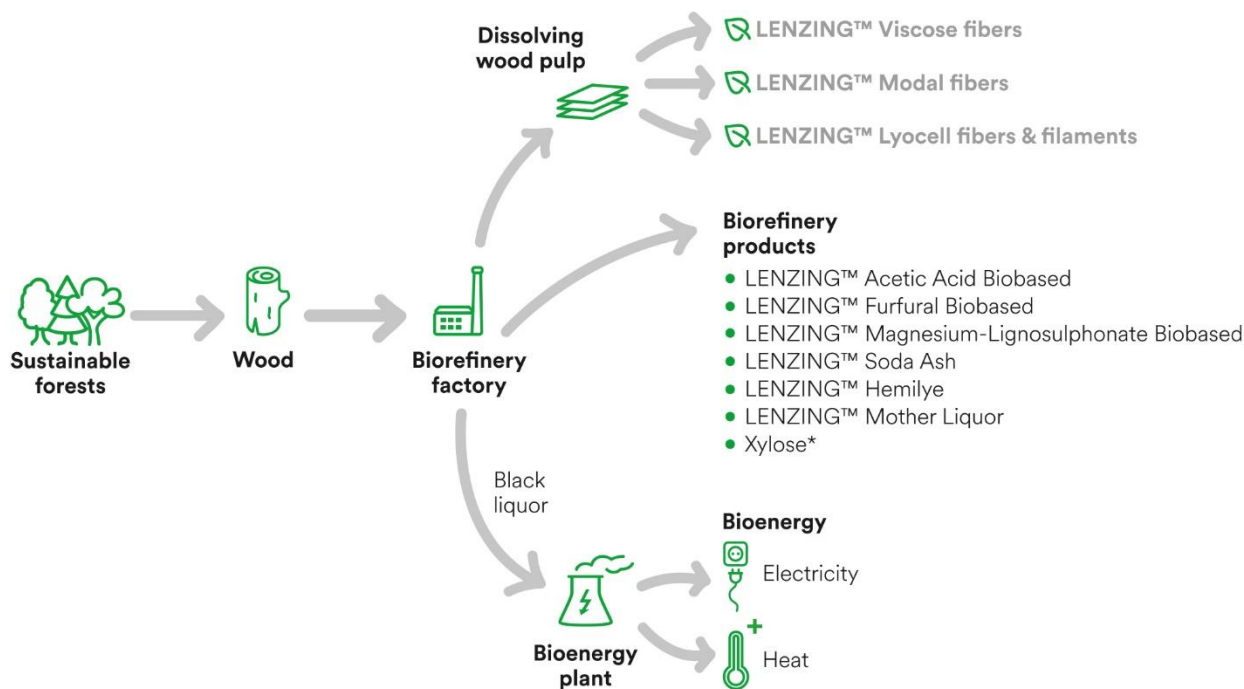 Dissolving
wood pulp
LENZING™ Viscose fibers
LENZING™ Modal fibers
LENZING™ Lyocell fibers & filaments
Sustainable
forests
Wood
Biorefinery
factory
Biorefinery
products
LENZING™ Acetic Acid Biobased
LENZING™ Furfural Biobased
LENZING™ Magnesium-Lignosulphonate Biobased
LENZING™ Soda Ash
LENZING™ Hemilye
LENZING™ Mother Liquor
Xylose*
Black
liquor
Bioenergy
plant
Bioenergy
Electricity
Heat